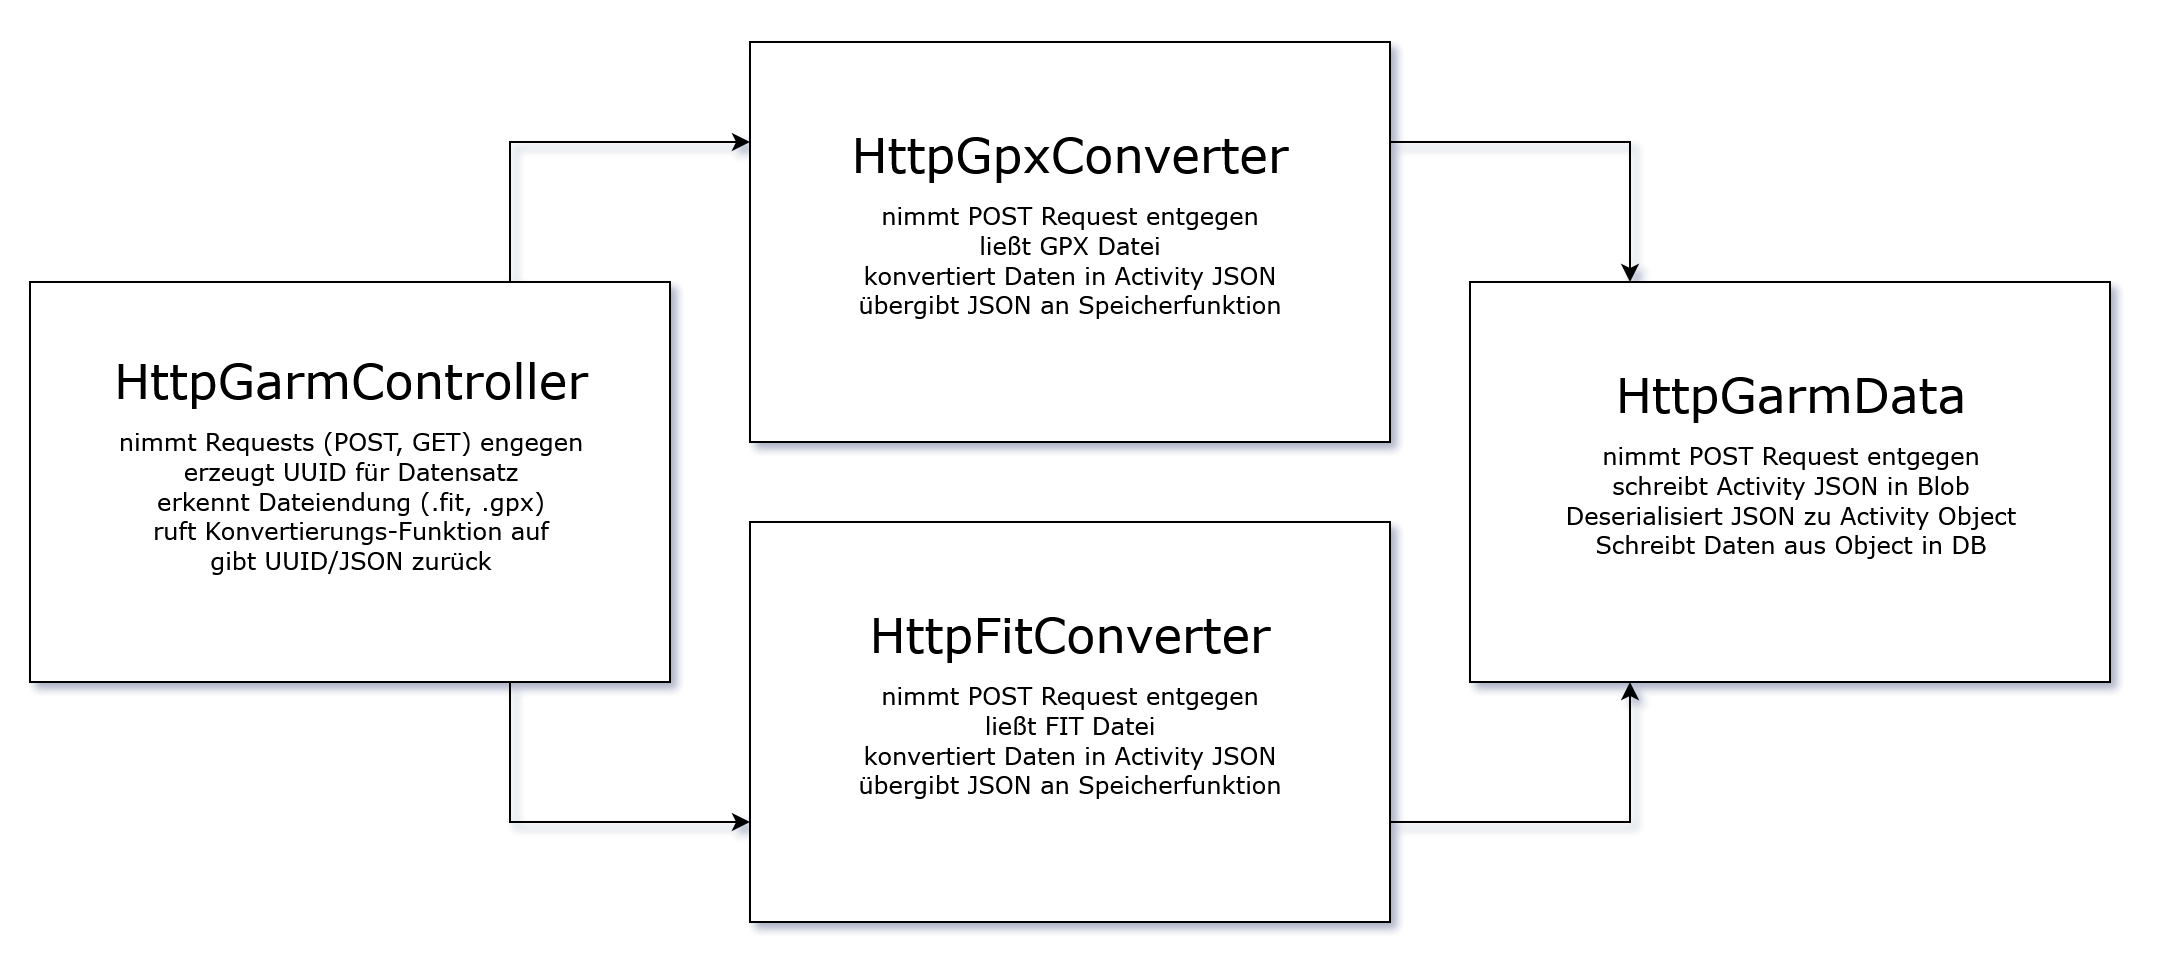 HttpGarmController
nimmt Requests (POST, GET) engegen
erzeugt UUID für Datensatz
erkennt Dateiendung (.fit, .gpx)
ruft Konvertierungs-Funktion auf
gibt UUID/JSON zurück
HttpGpxConverter
nimmt POST Request entgegen
ließt GPX Datei
konvertiert Daten in Activity JSON
übergibt JSON an Speicherfunktion
HttpFitConverter
nimmt POST Request entgegen
ließt FIT Datei
konvertiert Daten in Activity JSON
übergibt JSON an Speicherfunktion
HttpGarmData
nimmt POST Request entgegen
schreibt Activity JSON in Blob
Deserialisiert JSON zu Activity Object
Schreibt Daten aus Object in DB